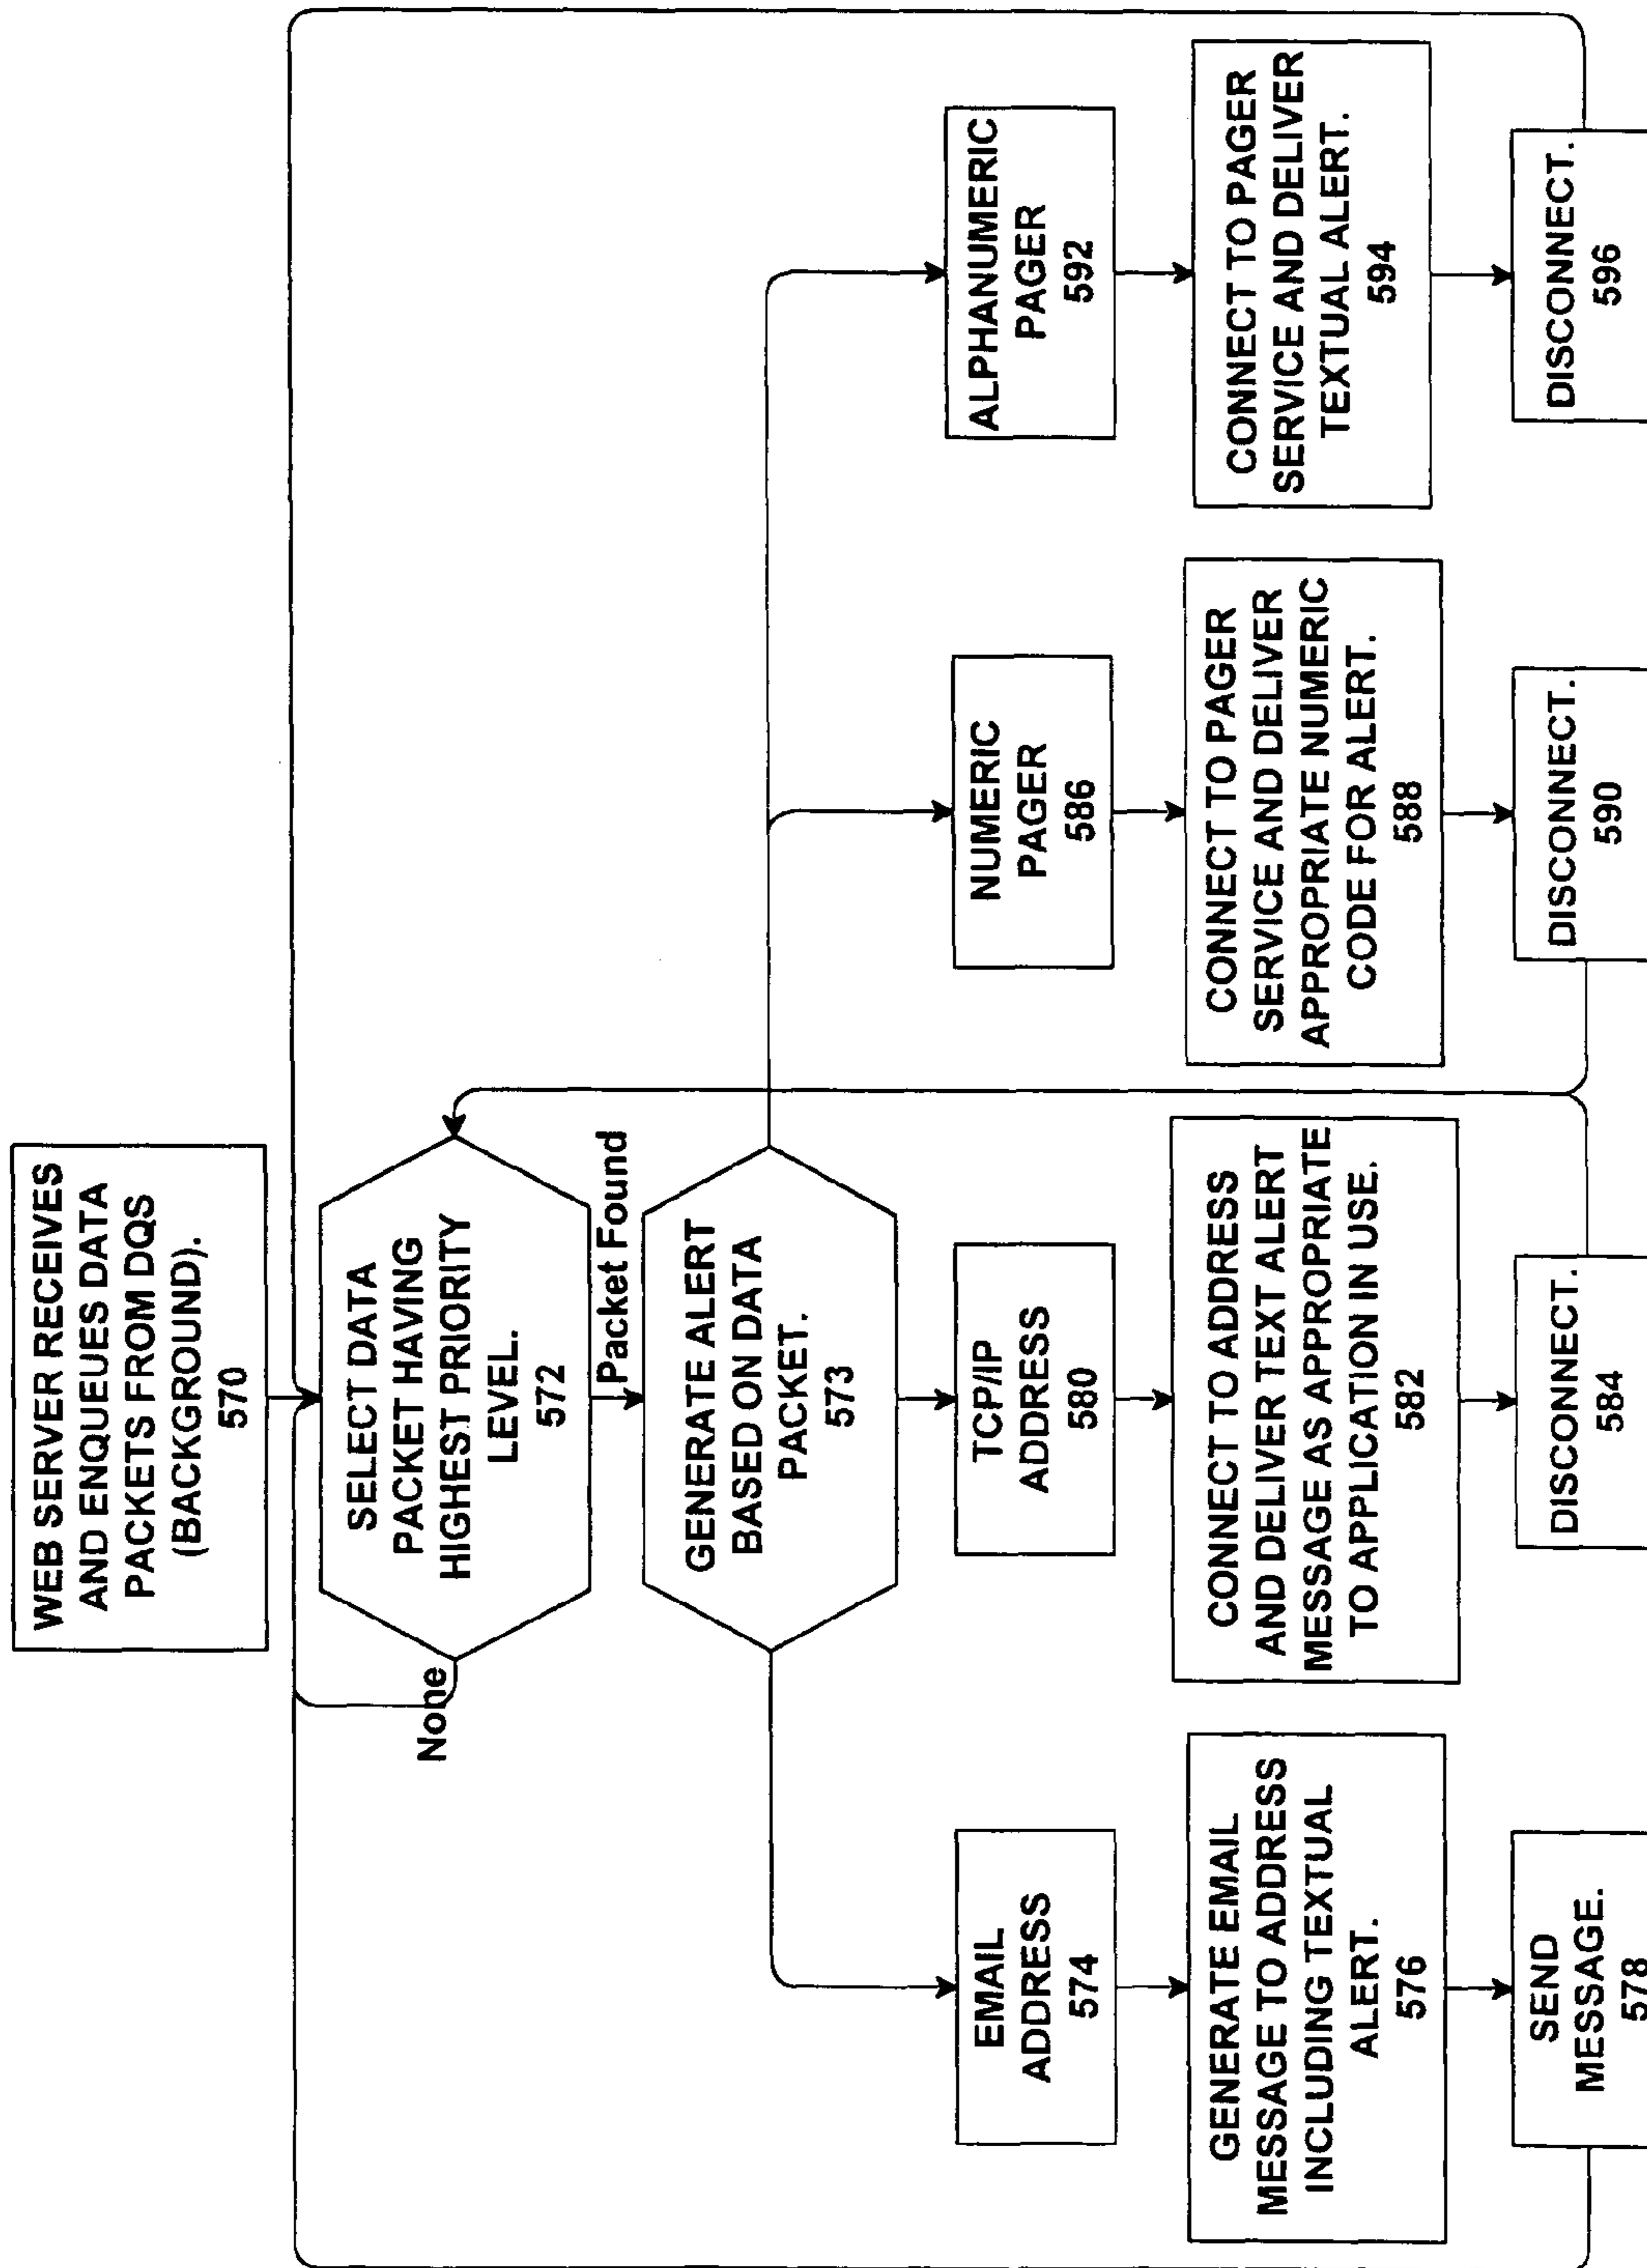 WEB SERVER RECEIVES
AND ENQUEUES DATA
PACKETS FROM DQS
(BACKGROUND).
570
SELECT DATA
PACKET HAVING
HIGHEST PRIORITY
LEVEL.
572
None
Packet Found
GENERATE ALERT
BASED ON DATA
PACKET.
573
EMAIL
ADDRESS
574
GENERATE EMAIL
MESSAGE TO ADDRESS
INCLUDING TEXTUAL
ALERT.
576
SEND
MESSAGE.
578
TCP/IP
ADDRESS
580
CONNECT TO ADDRESS
AND DELIVER TEXT ALERT
MESSAGE AS APPROPRIATE
TO APPLICATION IN USE.
582
DISCONNECT.
584
NUMERIC
PAGER
586
CONNECT TO PAGER
SERVICE AND DELIVER
APPROPRIATE NUMERIC
CODE FOR ALERT.
588
DISCONNECT.
590
ALPHANUMERIC
PAGER
592
CONNECT TO PAGER
SERVICE AND DELIVER
TEXTUAL ALERT.
594
DISCONNECT.
596